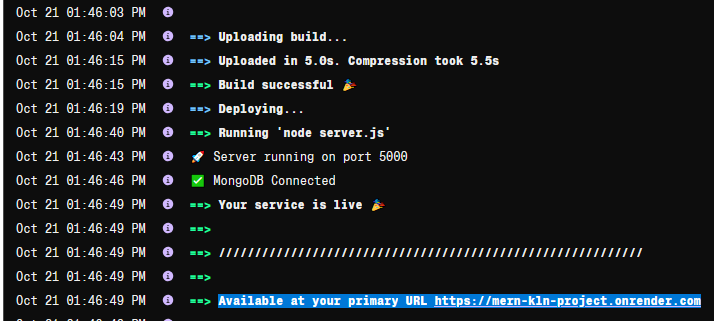 Oct 21 01:46:03 PM
Oct 21 01:46:04 PM ==> Uploading build...
Oct 21 01:46:15 PM ==> Uploaded in 5.0s. Compression took 5.5s
Oct 21 01:46:15 PM ==> Build successful 🎉
Oct 21 01:46:19 PM ==> Deploying...
Oct 21 01:46:40 PM ==> Running 'node server.js'
Oct 21 01:46:43 PM 🚀 Server running on port 5000
Oct 21 01:46:46 PM ✅ MongoDB Connected
Oct 21 01:46:49 PM ==> Your service is live 🎉
Oct 21 01:46:49 PM ==>
Oct 21 01:46:49 PM ==> ///////////////////////////////////////////////////////////
Oct 21 01:46:49 PM ==>
Oct 21 01:46:49 PM ==> Available at your primary URL https://mern-k1n-project.onrender.com